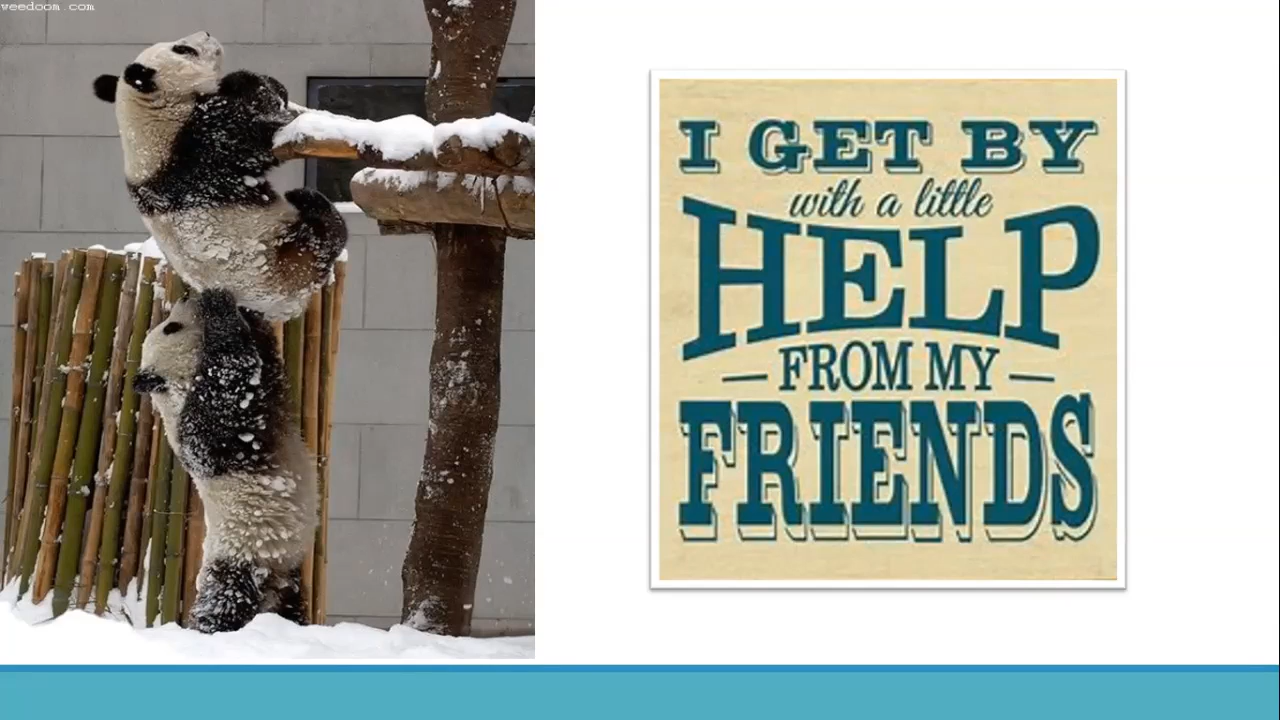 weedoom.com
I GET BY
with a little
HELP
FROM MY
FRIENDS